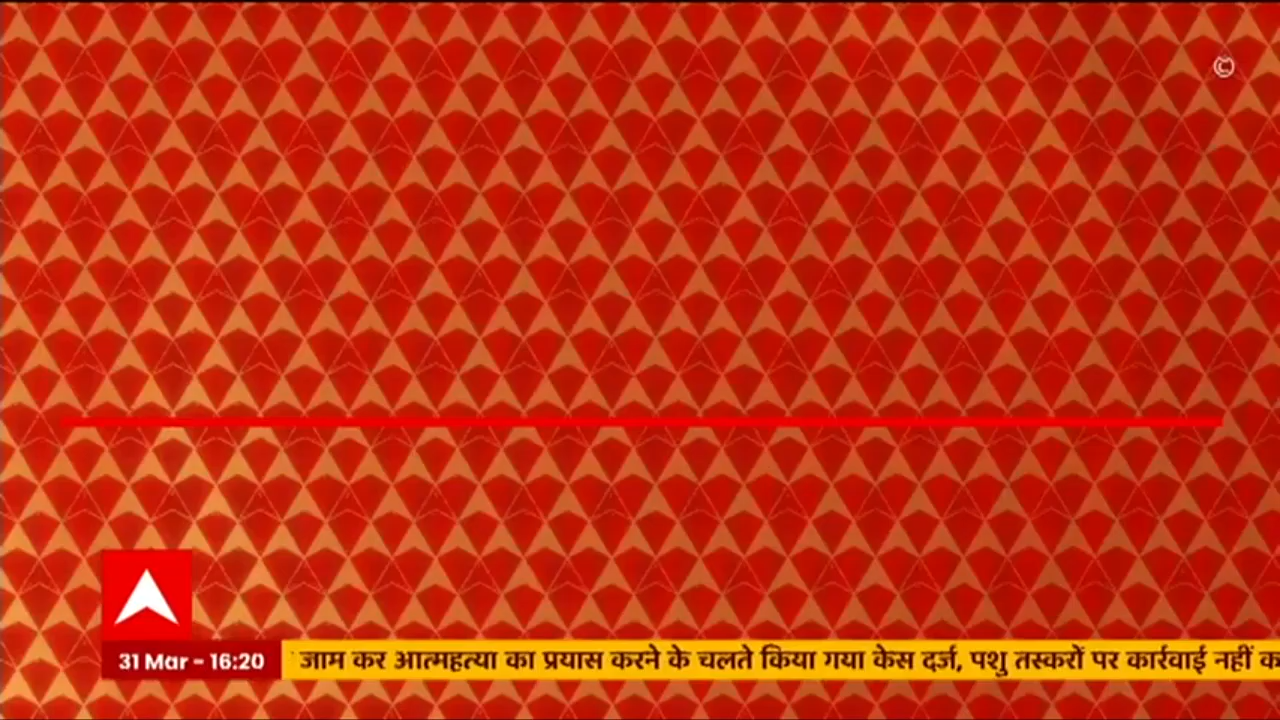 ©
31 Mar - 16:20
जाम कर आत्महत्या का प्रयास करने के चलते किया गया केस दर्ज, पशु तस्करों पर कार्रवाई नहीं